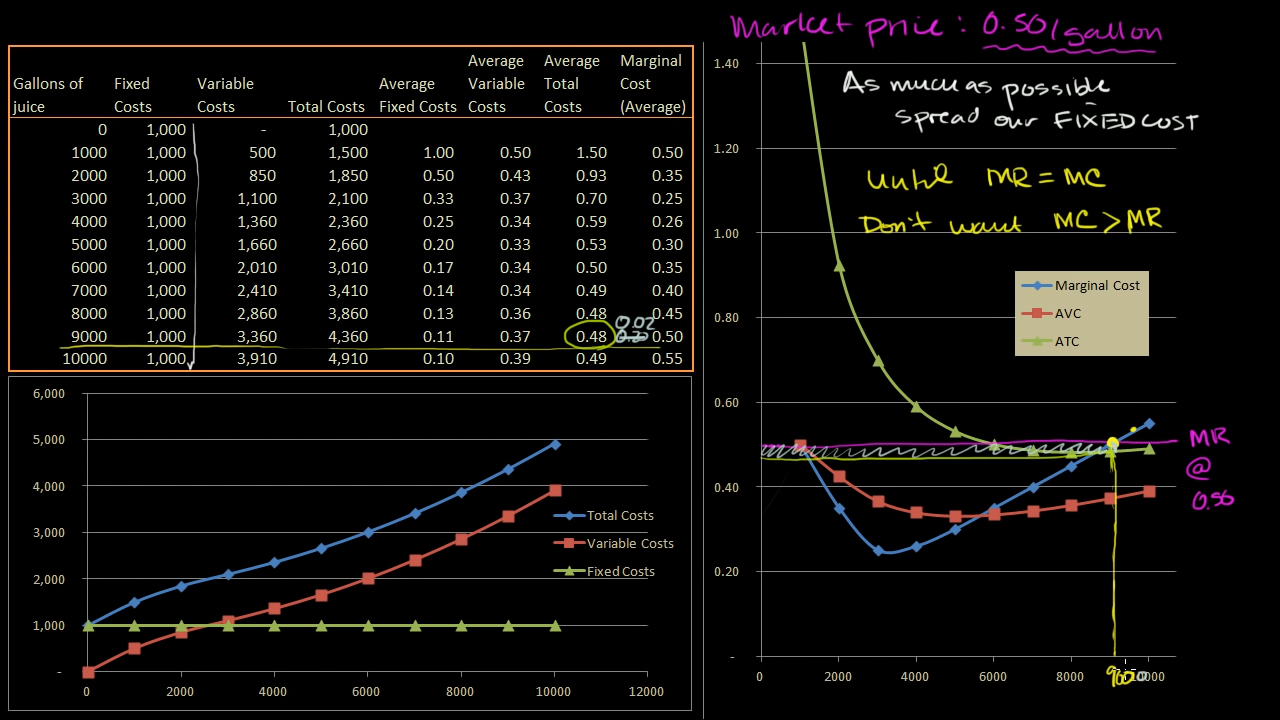 Market price: 0.50/gallon
As much as possible
spread our FIXED COST
until MR = MC
Don't want MC > MR
Average Average Marginal
Gallons of Fixed Variable Average Variable Total Cost
juice Costs Costs Total Costs Fixed Costs Costs Costs (Average)
0 1,000 - 1,000
1000 1,000 500 1,500 1.00 0.50 1.50 0.50
2000 1,000 850 1,850 0.50 0.43 0.93 0.35
3000 1,000 1,100 2,100 0.33 0.37 0.70 0.25
4000 1,000 1,360 2,360 0.25 0.34 0.59 0.26
5000 1,000 1,660 2,660 0.20 0.33 0.53 0.30
6000 1,000 2,010 3,010 0.17 0.34 0.50 0.35
7000 1,000 2,410 3,410 0.14 0.34 0.49 0.40
8000 1,000 2,860 3,860 0.13 0.36 0.48 0.45
0.02
9000 1,000 3,360 4,360 0.11 0.37 0.48 0.50
10000 1,000 3,910 4,910 0.10 0.39 0.49 0.55
6,000
5,000
4,000
3,000
2,000
1,000
-
0 2000 4000 6000 8000 10000 12000
Total Costs
Variable Costs
Fixed Costs
1.40
1.20
1.00
0.80
0.60
0.40
0.20
-
0 2000 4000 6000 8000 10000
9000
Marginal Cost
AVC
ATC
MR
@